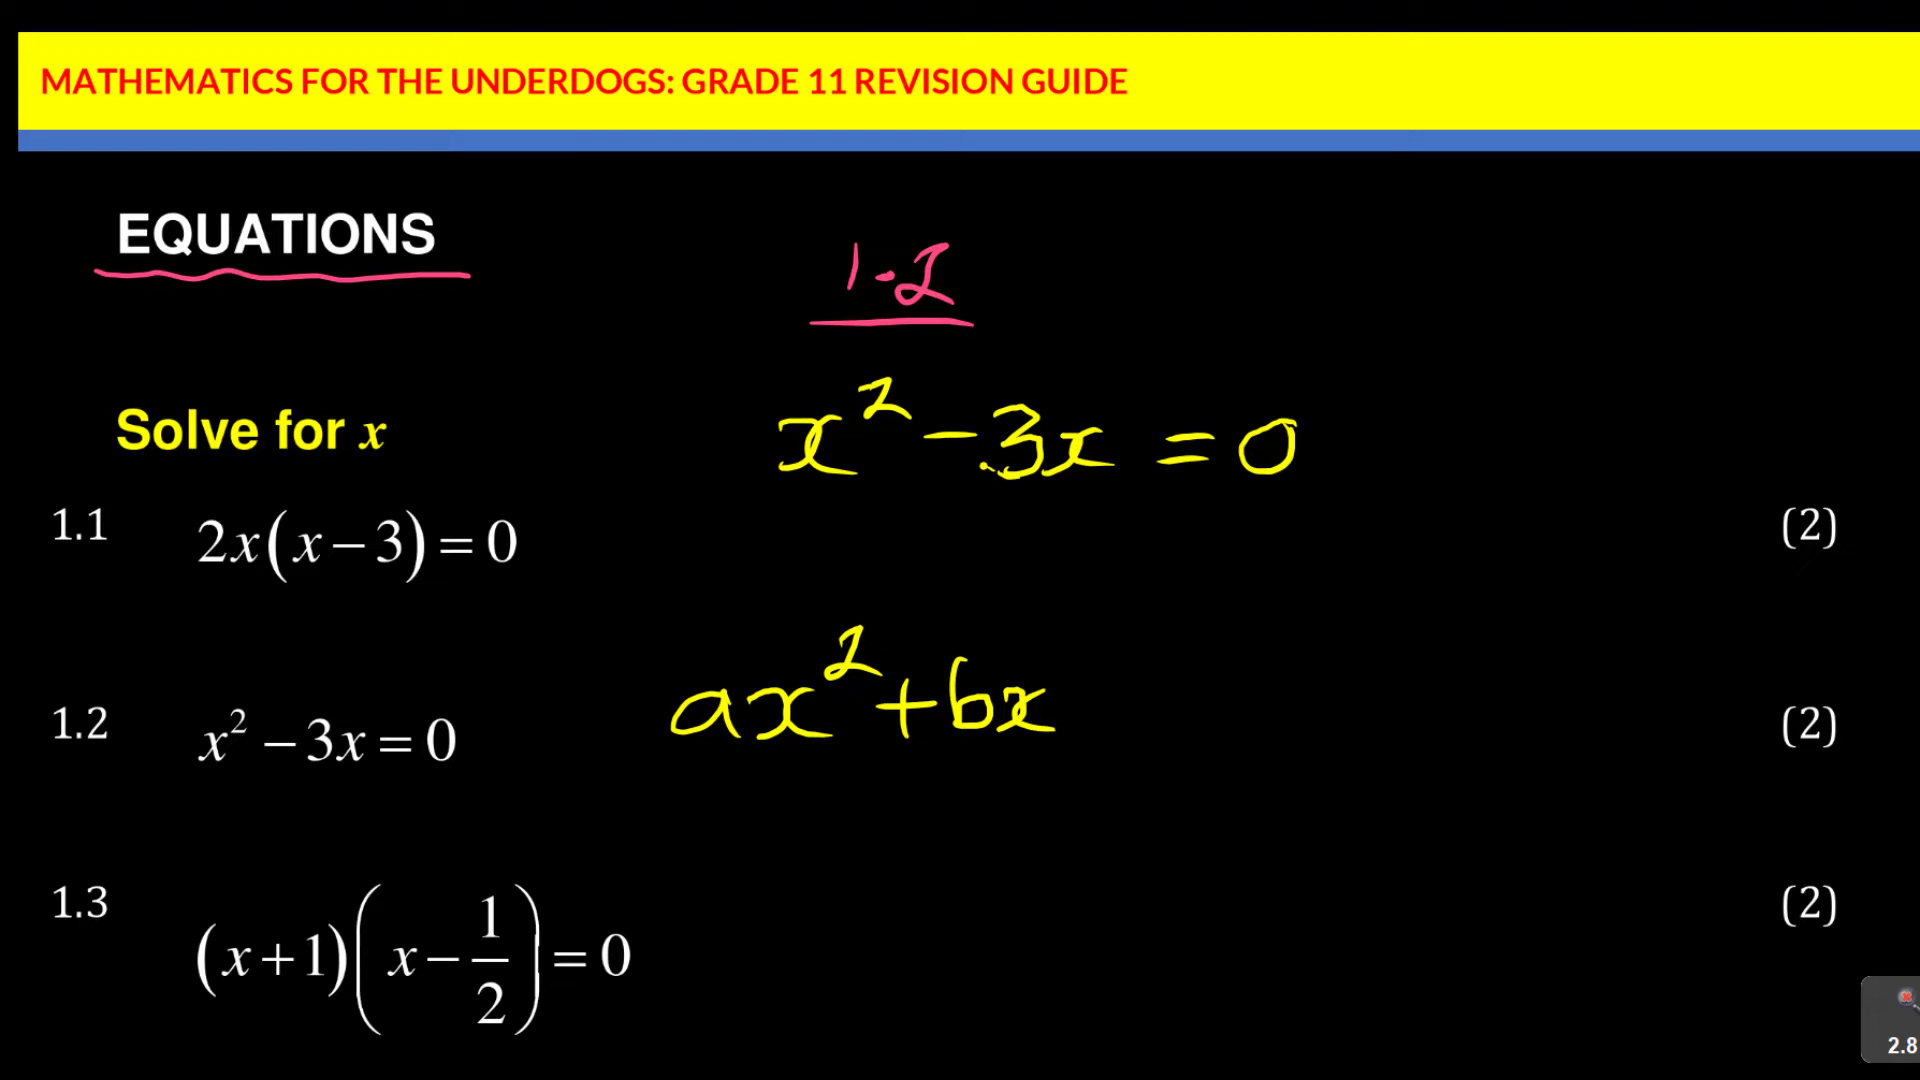 MATHEMATICS FOR THE UNDERDOGS: GRADE 11 REVISION GUIDE
EQUATIONS
1.2
x² - 3x = 0
Solve for x
1.1 2x(x - 3) = 0 (2)
ax² + bx
1.2 x² - 3x = 0 (2)
1.3 (x + 1)(x - 1/2) = 0 (2)
2.8